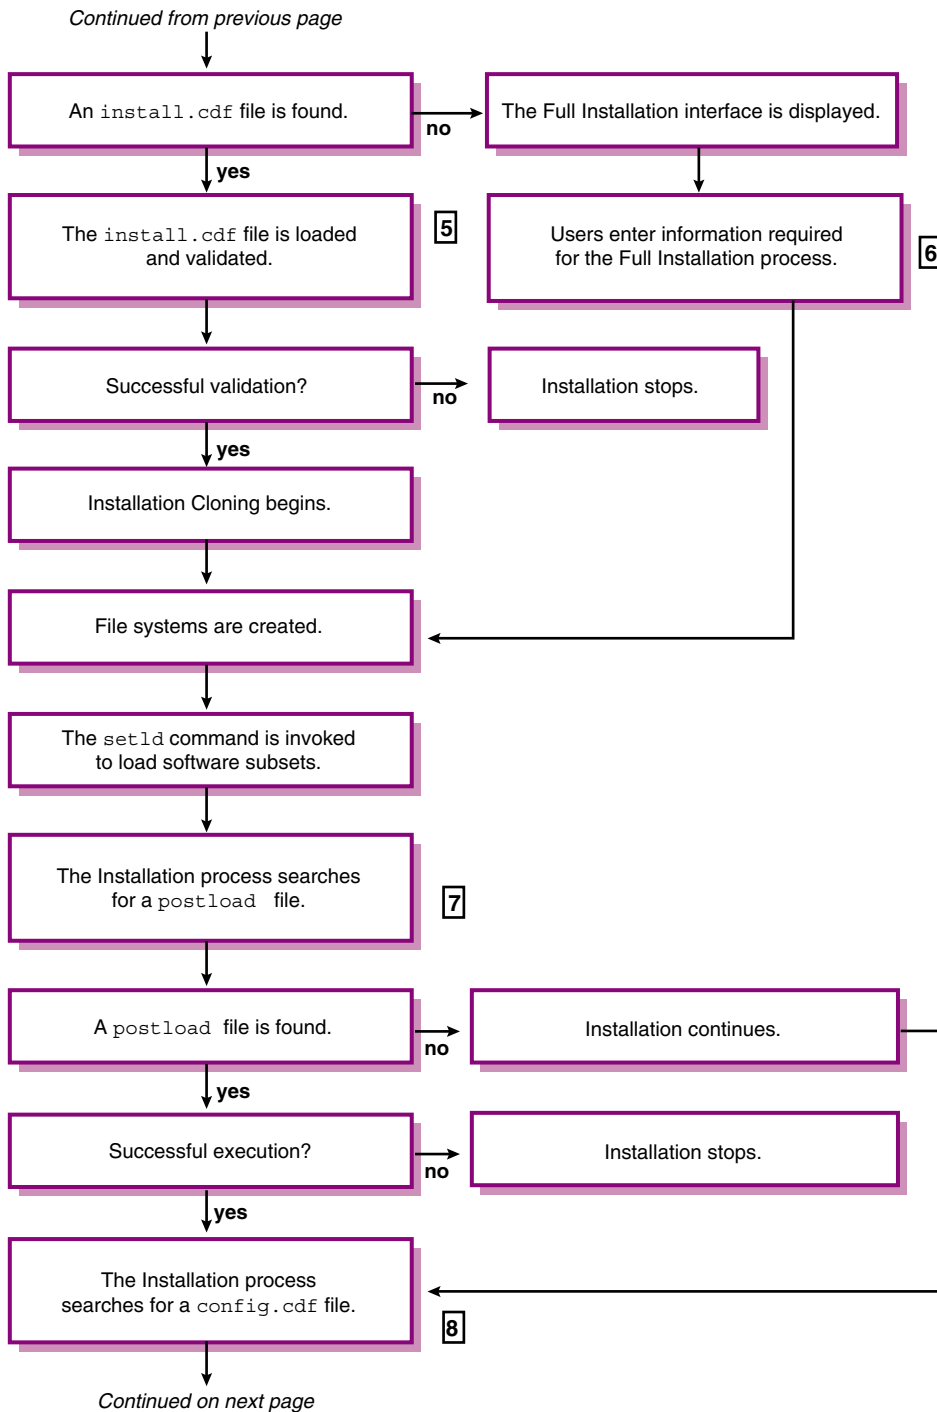 Continued from previous page
An install.cdf file is found.
no
The Full Installation interface is displayed.
yes
The install.cdf file is loaded
and validated.
5
Users enter information required
for the Full Installation process.
6
Successful validation?
no
Installation stops.
yes
Installation Cloning begins.
File systems are created.
The setld command is invoked
to load software subsets.
The Installation process searches
for a postload file.
7
A postload file is found.
no
Installation continues.
yes
Successful execution?
no
Installation stops.
yes
The Installation process
searches for a config.cdf file.
8
Continued on next page